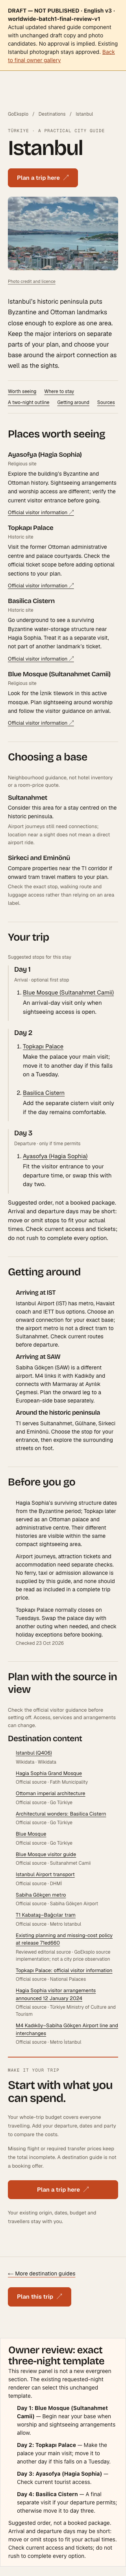 DRAFT — NOT PUBLISHED · English v3 ·
worldwide-batch1-final-review-v1
Actual updated shared guide component
with unchanged draft copy and photo
candidates. No approval is implied. Existing
Istanbul photograph stays approved. Back
to final owner gallery
GoEksplo / Destinations / Istanbul
TÜRKIYE · A PRACTICAL CITY GUIDE
Istanbul
Plan a trip here ↗
Photo credit and licence
Istanbul's historic peninsula puts
Byzantine and Ottoman landmarks
close enough to explore as one area.
Keep the major interiors on separate
parts of your plan, and choose your
base around the airport connection as
well as the sights.
Worth seeing Where to stay
A two-night outline Getting around Sources
Places worth seeing
Ayasofya (Hagia Sophia)
Religious site
Explore the building's Byzantine and
Ottoman history. Sightseeing arrangements
and worship access are different; verify the
current visitor entrance before going.
Official visitor information ↗
Topkapı Palace
Historic site
Visit the former Ottoman administrative
centre and palace courtyards. Check the
official ticket scope before adding optional
sections to your plan.
Official visitor information ↗
Basilica Cistern
Historic site
Go underground to see a surviving
Byzantine water-storage structure near
Hagia Sophia. Treat it as a separate visit,
not part of another landmark's ticket.
Official visitor information ↗
Blue Mosque (Sultanahmet Camii)
Religious site
Look for the İznik tilework in this active
mosque. Plan sightseeing around worship
and follow the visitor guidance on arrival.
Official visitor information ↗
Choosing a base
Neighbourhood guidance, not hotel inventory
or a room-price quote.
Sultanahmet
Consider this area for a stay centred on the
historic peninsula.
Airport journeys still need connections;
location near a sight does not mean a direct
airport ride.
Sirkeci and Eminönü
Compare properties near the T1 corridor if
onward tram travel matters to your plan.
Check the exact stop, walking route and
luggage access rather than relying on an area
label.
Your trip
Suggested stops for this stay
Day 1
Arrival · optional first stop
1. Blue Mosque (Sultanahmet Camii)
An arrival-day visit only when
sightseeing access is open.
Day 2
1. Topkapı Palace
Make the palace your main visit;
move it to another day if this falls
on a Tuesday.
2. Basilica Cistern
Add the separate cistern visit only
if the day remains comfortable.
Day 3
Departure · only if time permits
1. Ayasofya (Hagia Sophia)
Fit the visitor entrance to your
departure time, or swap this with
day two.
Suggested order, not a booked package.
Arrival and departure days may be short:
move or omit stops to fit your actual
times. Check current access and tickets;
do not rush to complete every option.
Getting around
Arriving at IST
Istanbul Airport (IST) has metro, Havaist
coach and IETT bus options. Choose an
onward connection for your exact base;
the airport metro is not a direct train to
Sultanahmet. Check current routes
before departure.
Arriving at SAW
Sabiha Gökçen (SAW) is a different
airport. M4 links it with Kadıköy and
connects with Marmaray at Ayrılık
Çeşmesi. Plan the onward leg to a
European-side base separately.
Around the historic peninsula
T1 serves Sultanahmet, Gülhane, Sirkeci
and Eminönü. Choose the stop for your
entrance, then explore the surrounding
streets on foot.
Before you go
Hagia Sophia's surviving structure dates
from the Byzantine period; Topkapı later
served as an Ottoman palace and
administrative centre. Their different
histories are visible within the same
compact sightseeing area.
Airport journeys, attraction tickets and
accommodation need separate checks.
No ferry, taxi or admission allowance is
supplied by this guide, and none should
be read as included in a complete trip
price.
Topkapı Palace normally closes on
Tuesdays. Swap the palace day with
another outing when needed, and check
holiday exceptions before booking.
Checked 23 Oct 2026
Plan with the source in
view
Check the official visitor guidance before
setting off. Access, services and arrangements
can change.
Destination content
Istanbul (Q406)
Wikidata · Wikidata
Hagia Sophia Grand Mosque
Official source · Fatih Municipality
Ottoman imperial architecture
Official source · Go Türkiye
Architectural wonders: Basilica Cistern
Official source · Go Türkiye
Blue Mosque
Official source · Go Türkiye
Blue Mosque visitor guide
Official source · Sultanahmet Camii
Istanbul Airport transport
Official source · DHMİ
Sabiha Gökçen metro
Official source · Sabiha Gökçen Airport
T1 Kabataş–Bağcılar tram
Official source · Metro Istanbul
Existing planning and missing-cost policy
at release 71ed660
Reviewed editorial source · GoEksplo source
implementation; not a city price observation
Topkapı Palace: official visitor information
Official source · National Palaces
Hagia Sophia visitor arrangements
announced 12 January 2024
Official source · Türkiye Ministry of Culture and
Tourism
M4 Kadıköy–Sabiha Gökçen Airport line and
interchanges
Official source · Metro Istanbul
MAKE IT YOUR TRIP
Start with what you
can spend.
Your whole-trip budget covers everyone
travelling. Add your departure, dates and party
to compare the costs.
Missing flight or required transfer prices keep
the total incomplete. A destination guide is not
a booking offer.
Plan a trip here ↗
Your existing origin, dates, budget and
travellers stay with you.
← More destination guides
Plan this trip ↗
Owner review: exact
three-night template
This review panel is not a new evergreen
section. The existing requested-night
renderer can select this unchanged
template.
Day 1: Blue Mosque (Sultanahmet
Camii) — Begin near your base when
worship and sightseeing arrangements
allow.
Day 2: Topkapı Palace — Make the
palace your main visit; move it to
another day if this falls on a Tuesday.
Day 3: Ayasofya (Hagia Sophia) —
Check current tourist access.
Day 4: Basilica Cistern — A final
separate visit if your departure permits;
otherwise move it to day three.
Suggested order, not a booked package.
Arrival and departure days may be short:
move or omit stops to fit your actual times.
Check current access and tickets; do not
rush to complete every option.